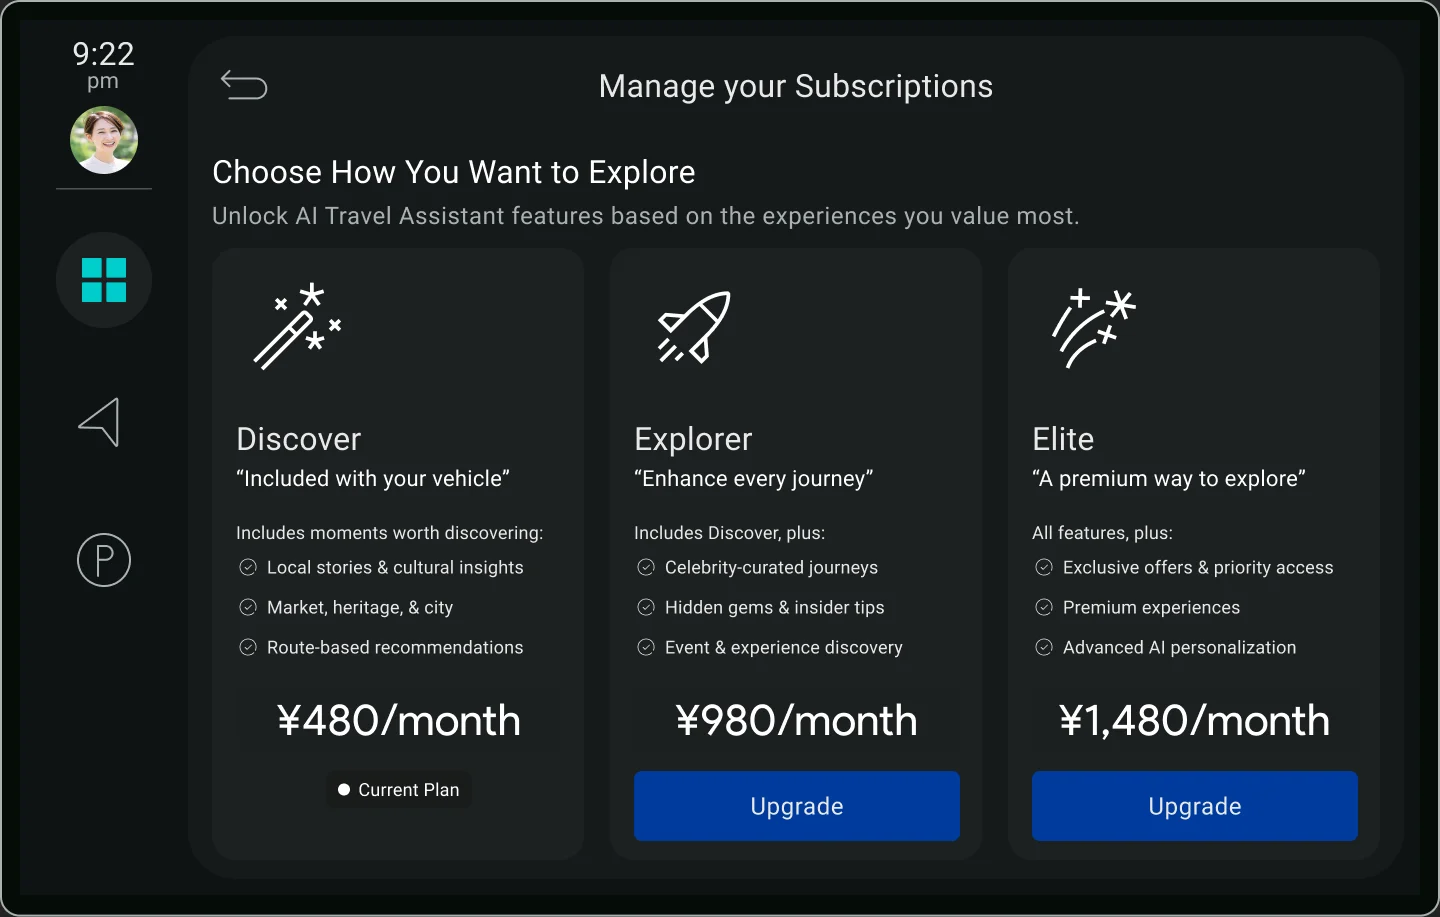 9:22
pm
Manage your Subscriptions
Choose How You Want to Explore
Unlock AI Travel Assistant features based on the experiences you value most.
Discover
“Included with your vehicle”
Includes moments worth discovering:
Local stories & cultural insights
Market, heritage, & city
Route-based recommendations
¥480/month
Current Plan
Explorer
“Enhance every journey”
Includes Discover, plus:
Celebrity-curated journeys
Hidden gems & insider tips
Event & experience discovery
¥980/month
Upgrade
Elite
“A premium way to explore”
All features, plus:
Exclusive offers & priority access
Premium experiences
Advanced AI personalization
¥1,480/month
Upgrade
P